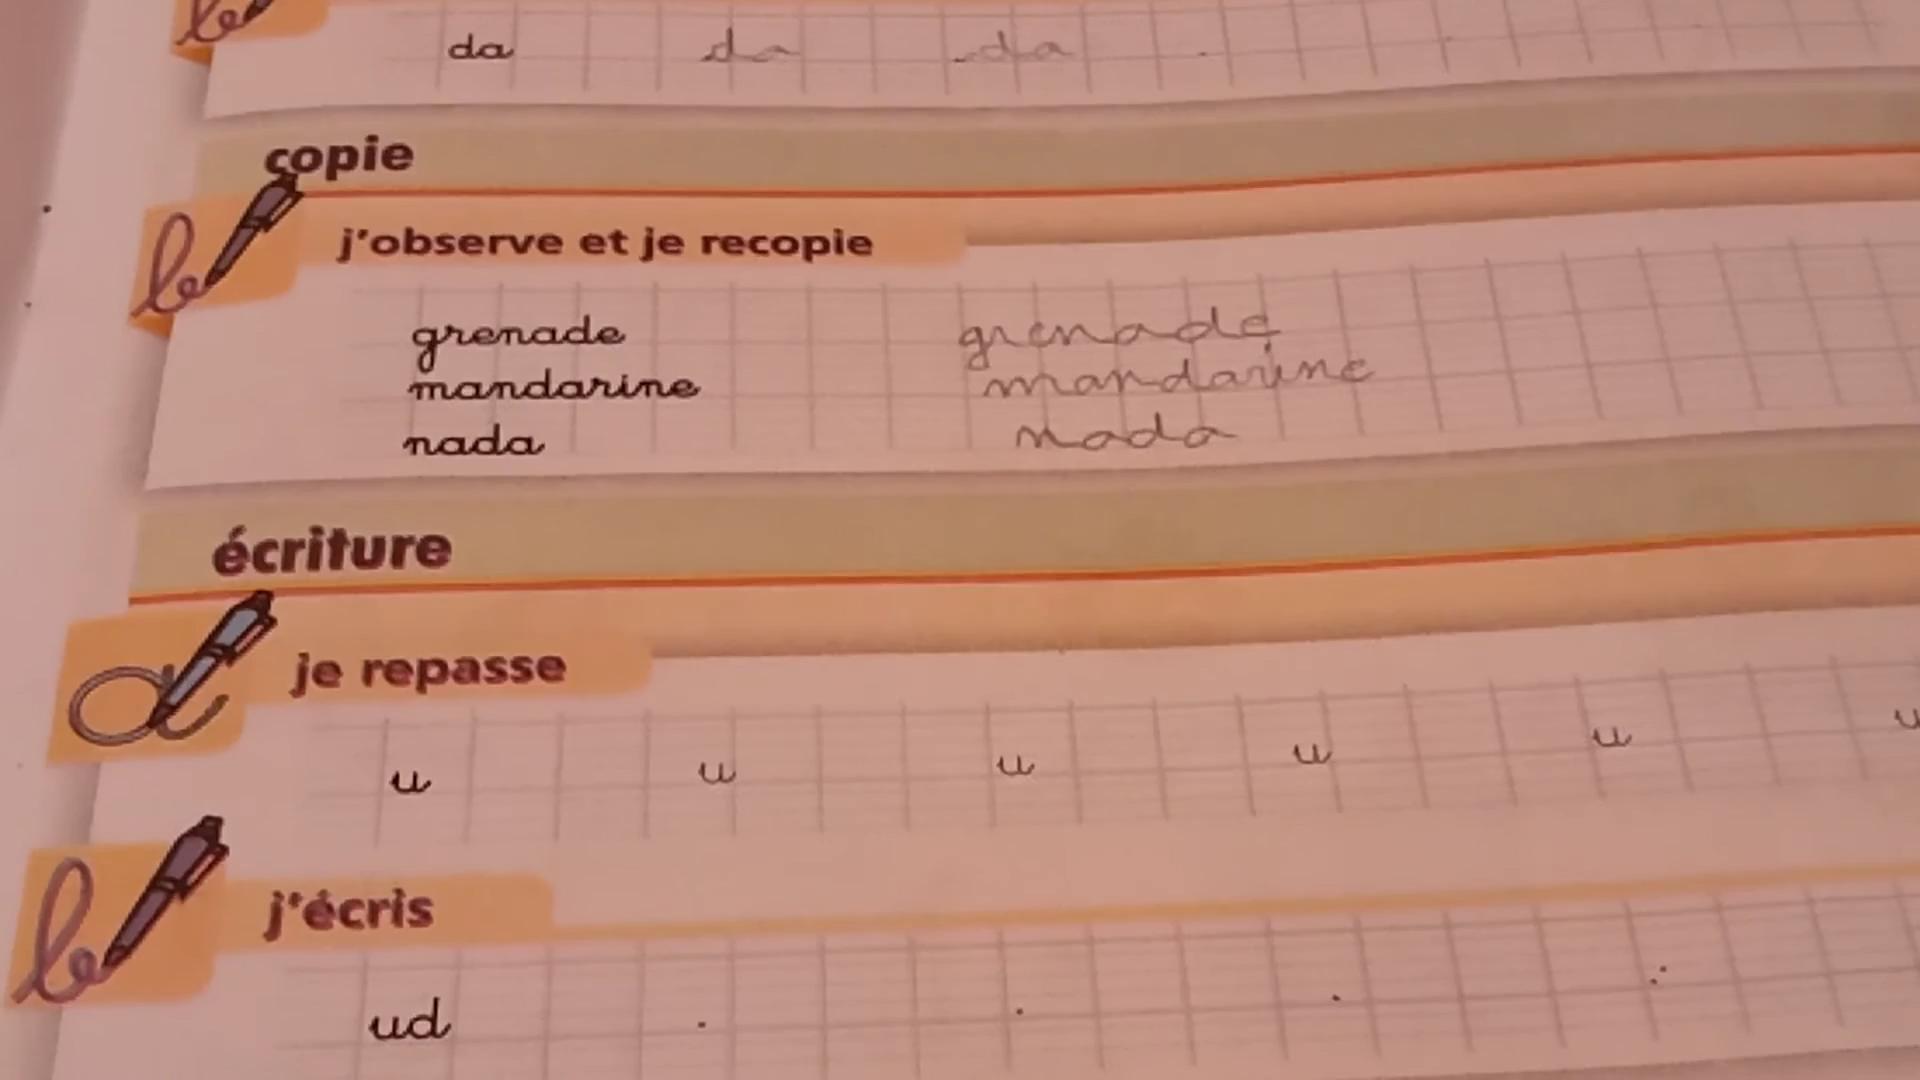 da da da
copie
j'observe et je recopie
grenade grenade
mandarine mandarine
nada nada
écriture
je repasse
u u u u u u
j'écris
ud